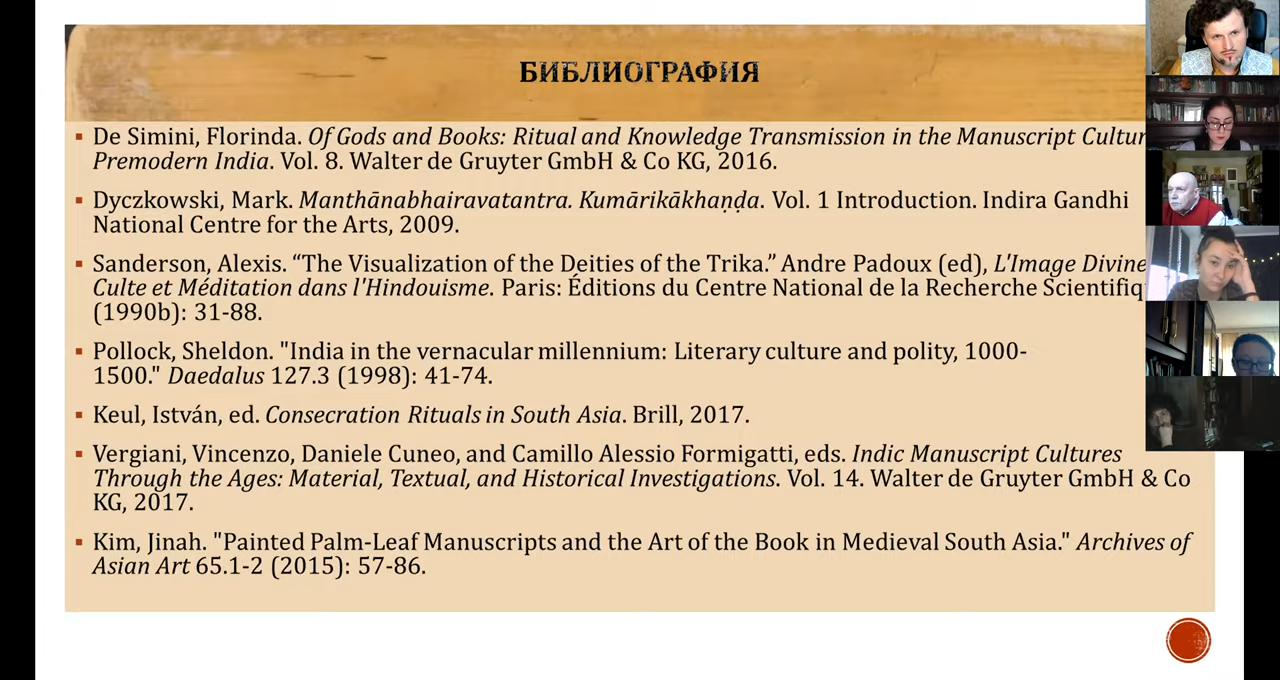 БИБЛИОГРАФИЯ
De Simini, Florinda. Of Gods and Books: Ritual and Knowledge Transmission in the Manuscript
Premodern India. Vol. 8. Walter de Gruyter GmbH & Co KG, 2016.
Dyczkowski, Mark. Manthānabhairavatantra. Kumārikākhaṇḍa. Vol. 1 Introduction. Indira Gandhi
National Centre for the Arts, 2009.
Sanderson, Alexis. “The Visualization of the Deities of the Trika.” Andre Padoux (ed), L'Image Divine
Culte et Méditation dans l'Hindouisme. Paris: Éditions du Centre National de la Recherche
(1990b): 31-88.
Pollock, Sheldon. "India in the vernacular millennium: Literary culture and polity, 1000-
1500." Daedalus 127.3 (1998): 41-74.
Keul, István, ed. Consecration Rituals in South Asia. Brill, 2017.
Vergiani, Vincenzo, Daniele Cuneo, and Camillo Alessio Formigatti, eds. Indic Manuscript Cultures
Through the Ages: Material, Textual, and Historical Investigations. Vol. 14. Walter de Gruyter GmbH & Co
KG, 2017.
Kim, Jinah. "Painted Palm-Leaf Manuscripts and the Art of the Book in Medieval South Asia." Archives of
Asian Art 65.1-2 (2015): 57-86.